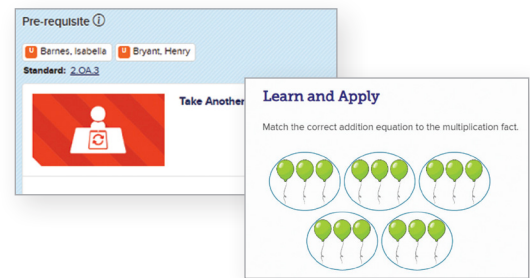 Pre-requisite ⓘ
U Barnes, Isabella U Bryant, Henry
Standard: 2.OA.3
Take Another
Learn and Apply
Match the correct addition equation to the multiplication fact.